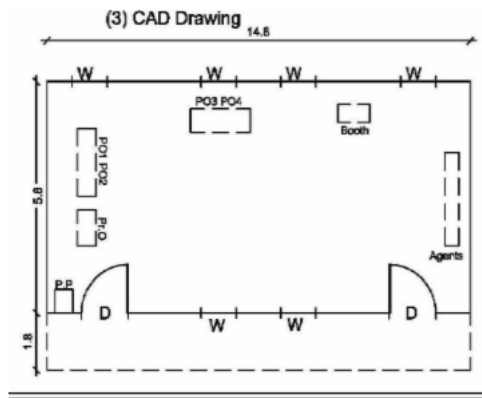 (3) CAD Drawing
14.6
W W W W
PO3 PO4
Booth
PO1 PO2
5.8
Pr.O
Agents
P.P
D D
W W
1.8